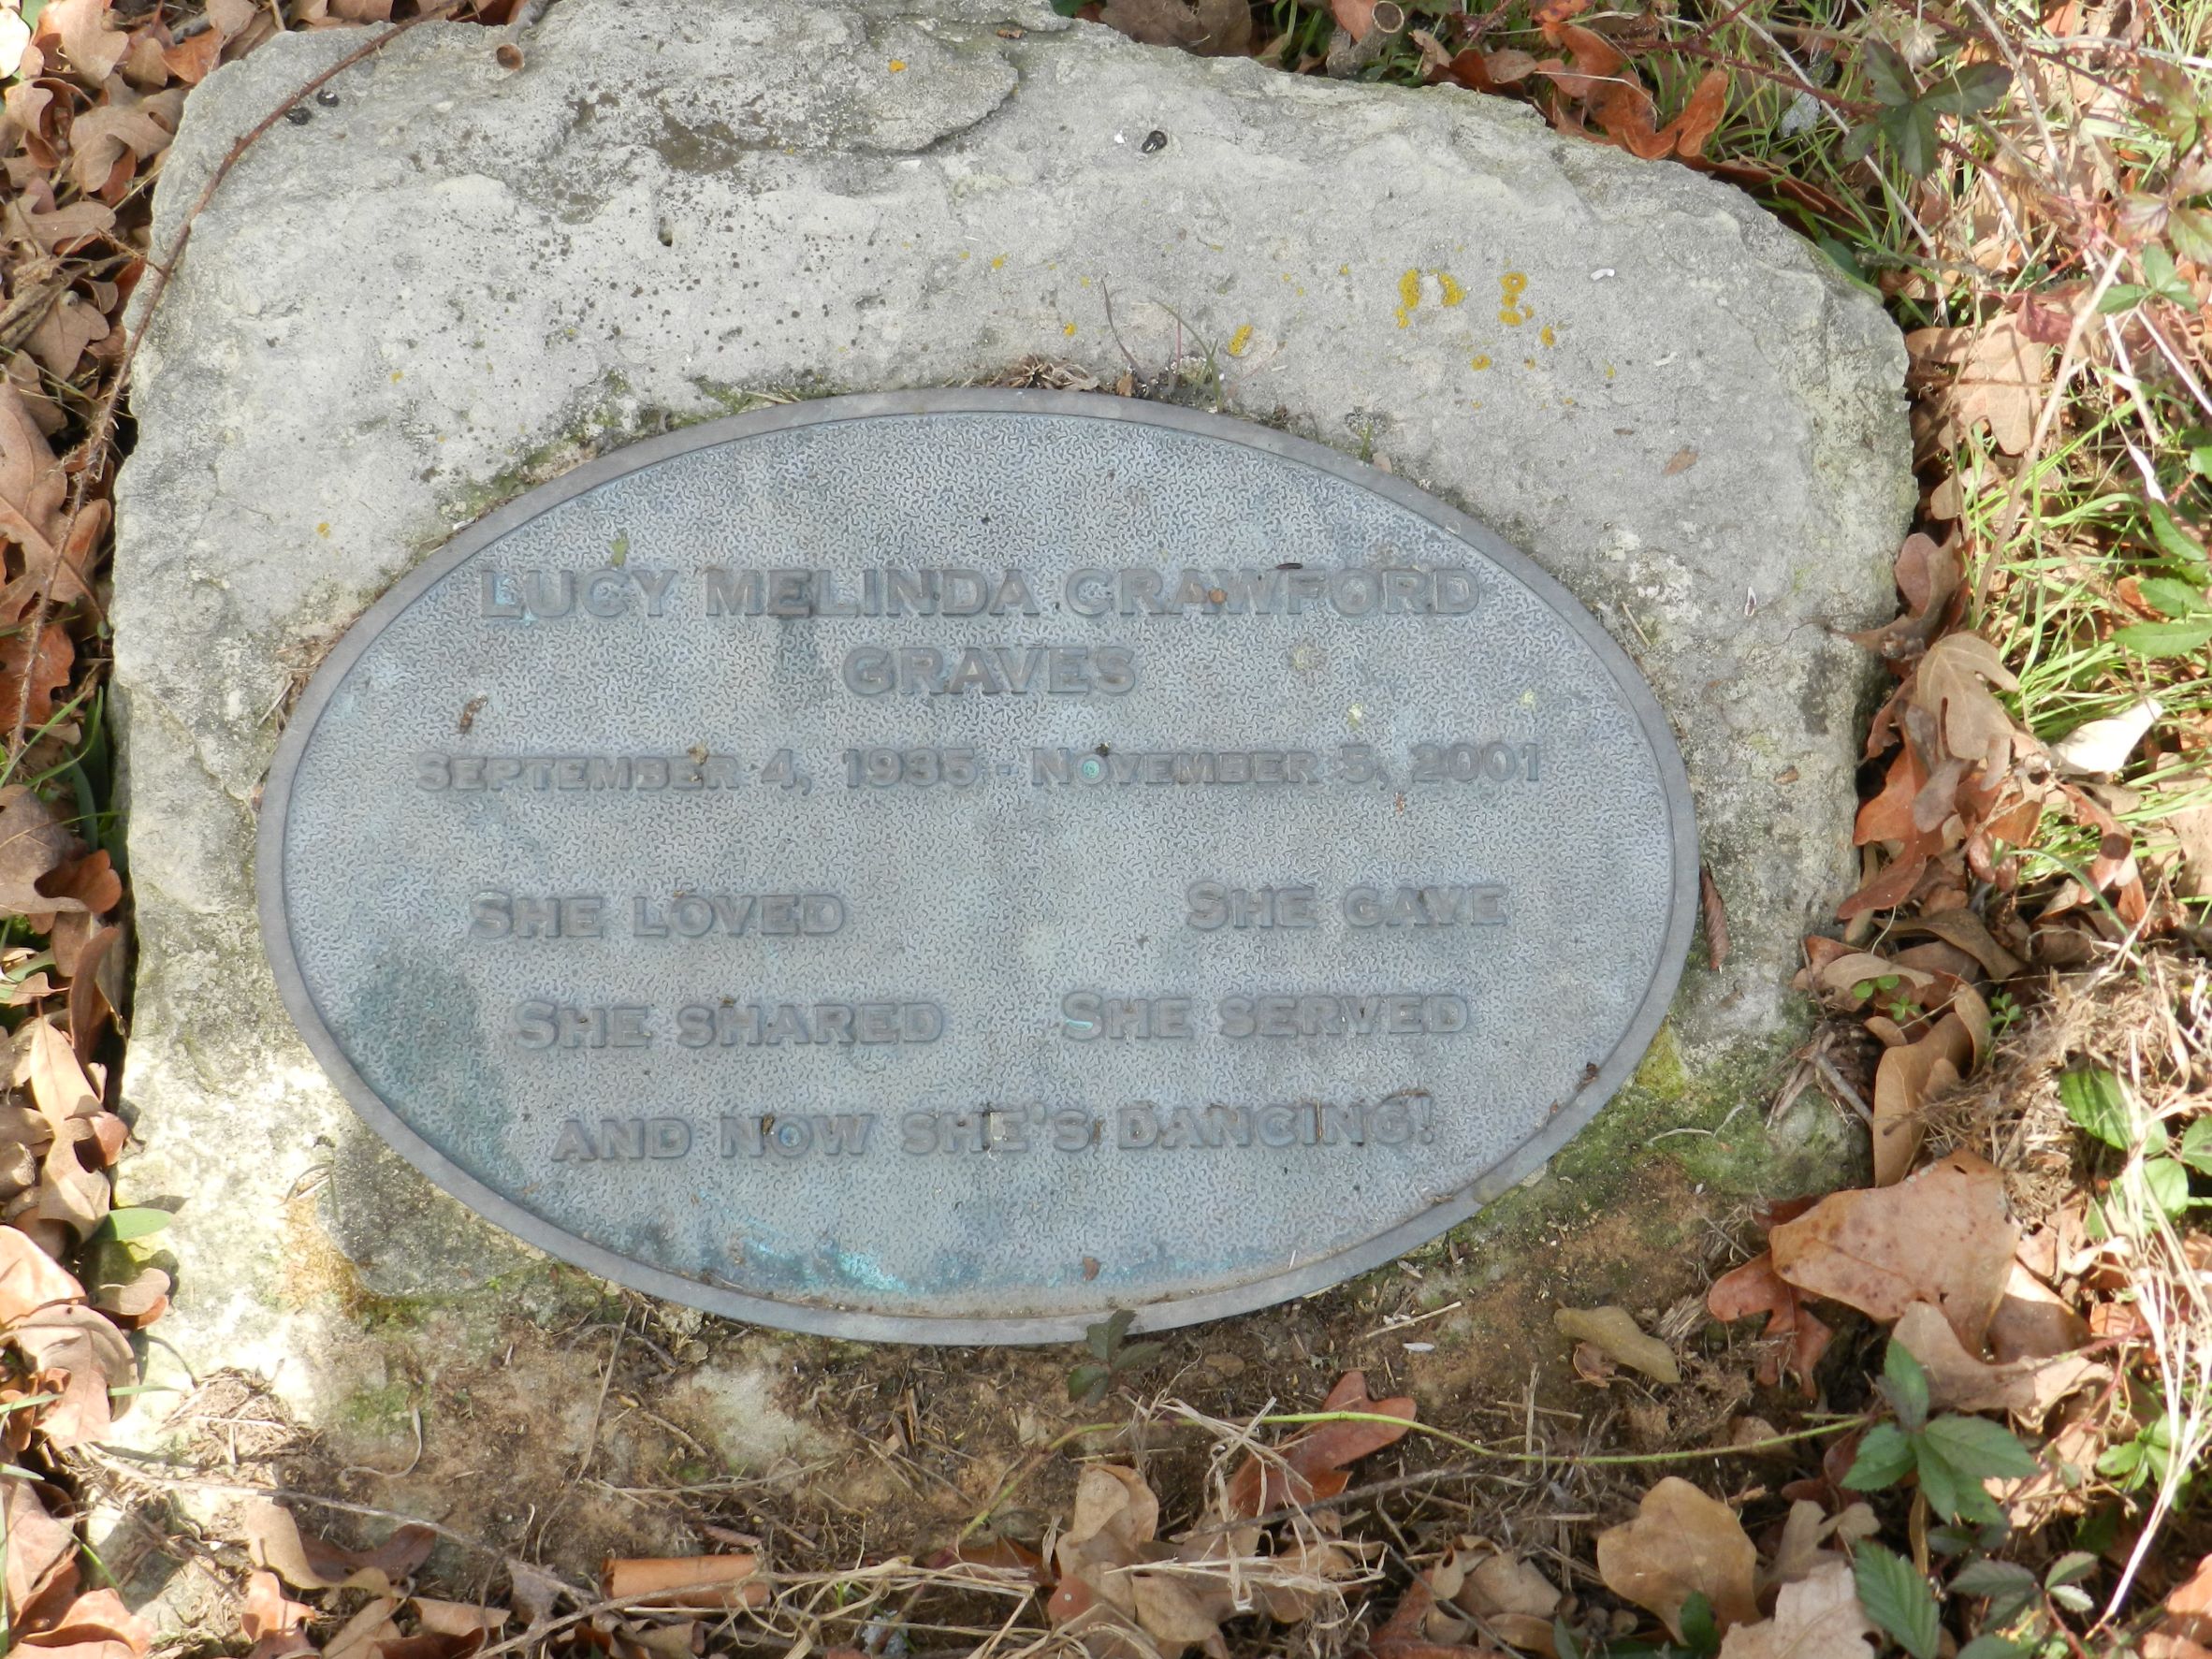 LUCY MELINDA CRAWFORD
GRAVES
SEPTEMBER 4, 1935 - NOVEMBER 5, 2001
SHE LOVED SHE GAVE
SHE SHARED SHE SERVED
AND NOW SHE'S DANCING!